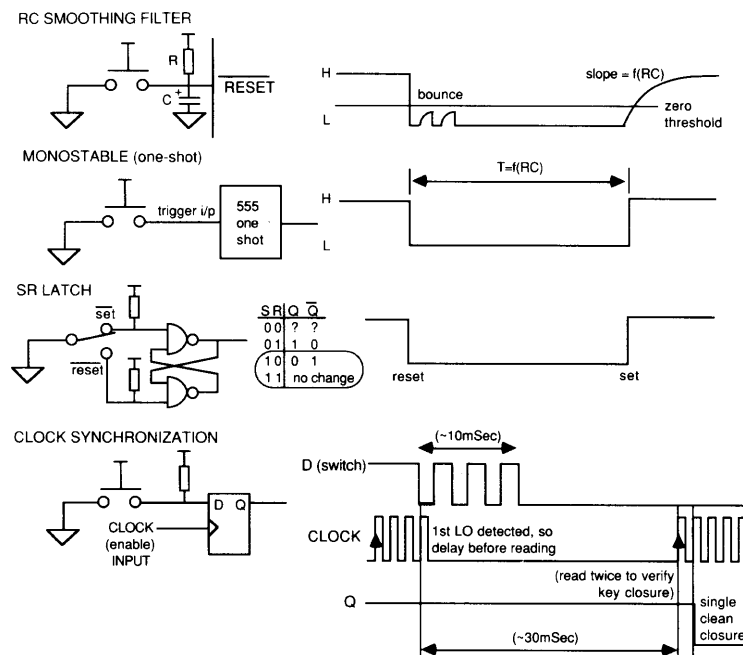 RC SMOOTHING FILTER
R
C +
RESET
H
L
bounce
slope = f(RC)
zero
threshold
MONOSTABLE (one-shot)
trigger i/p
555
one
shot
H
L
T=f(RC)
SR LATCH
set
reset
S R Q Q
0 0 ? ?
0 1 1 0
1 0 0 1
1 1 no change
reset
set
CLOCK SYNCHRONIZATION
D Q
CLOCK
(enable)
INPUT
(~10mSec)
D (switch)
CLOCK
1st LO detected, so
delay before reading
(read twice to verify
key closure)
Q
single
clean
closure
(~30mSec)